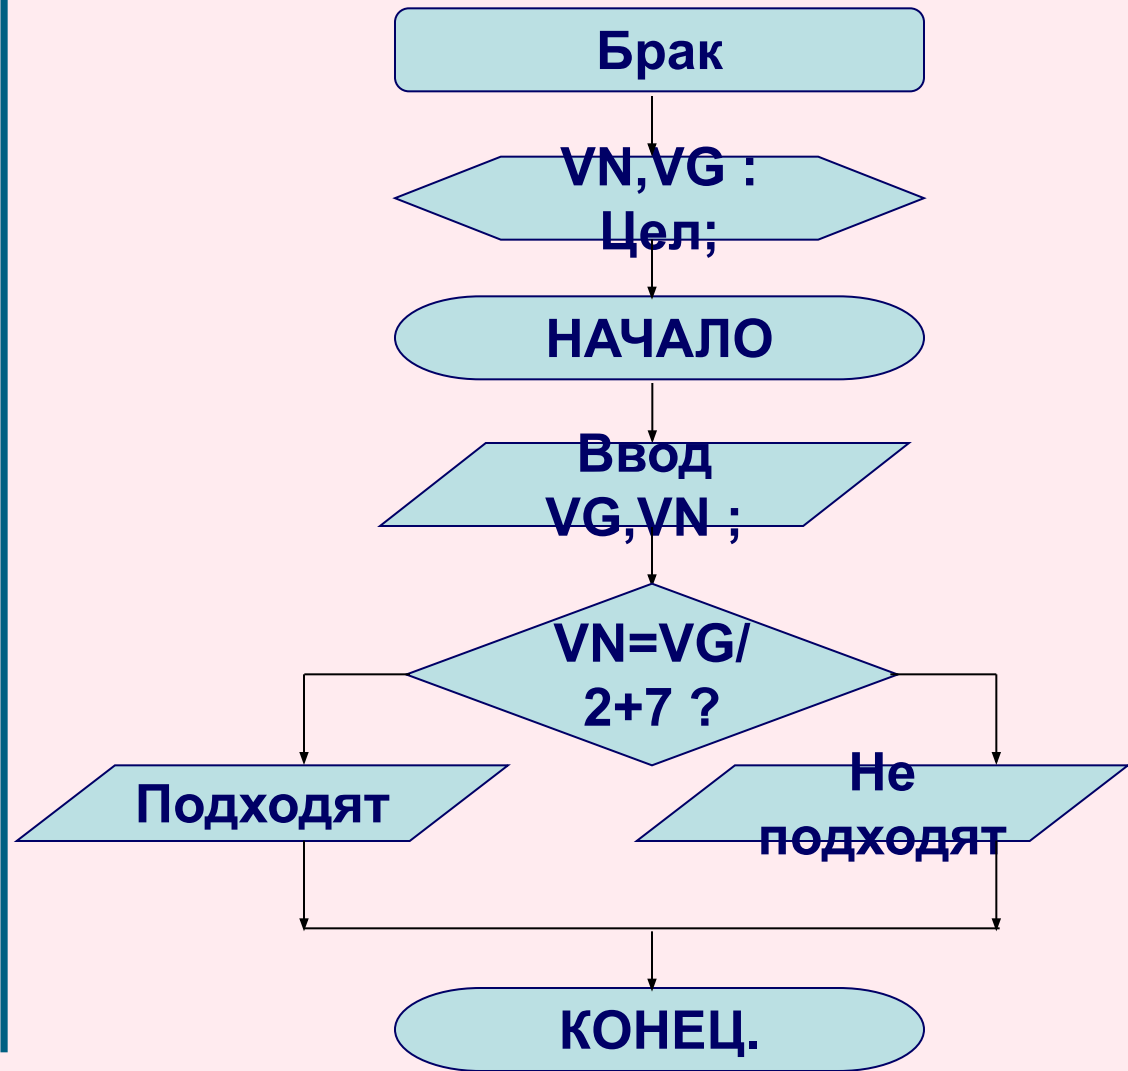 Брак
VN,VG :
Цел;
НАЧАЛО
Ввод
VG,VN ;
VN=VG/
2+7 ?
Подходят
Не
подходят
КОНЕЦ.